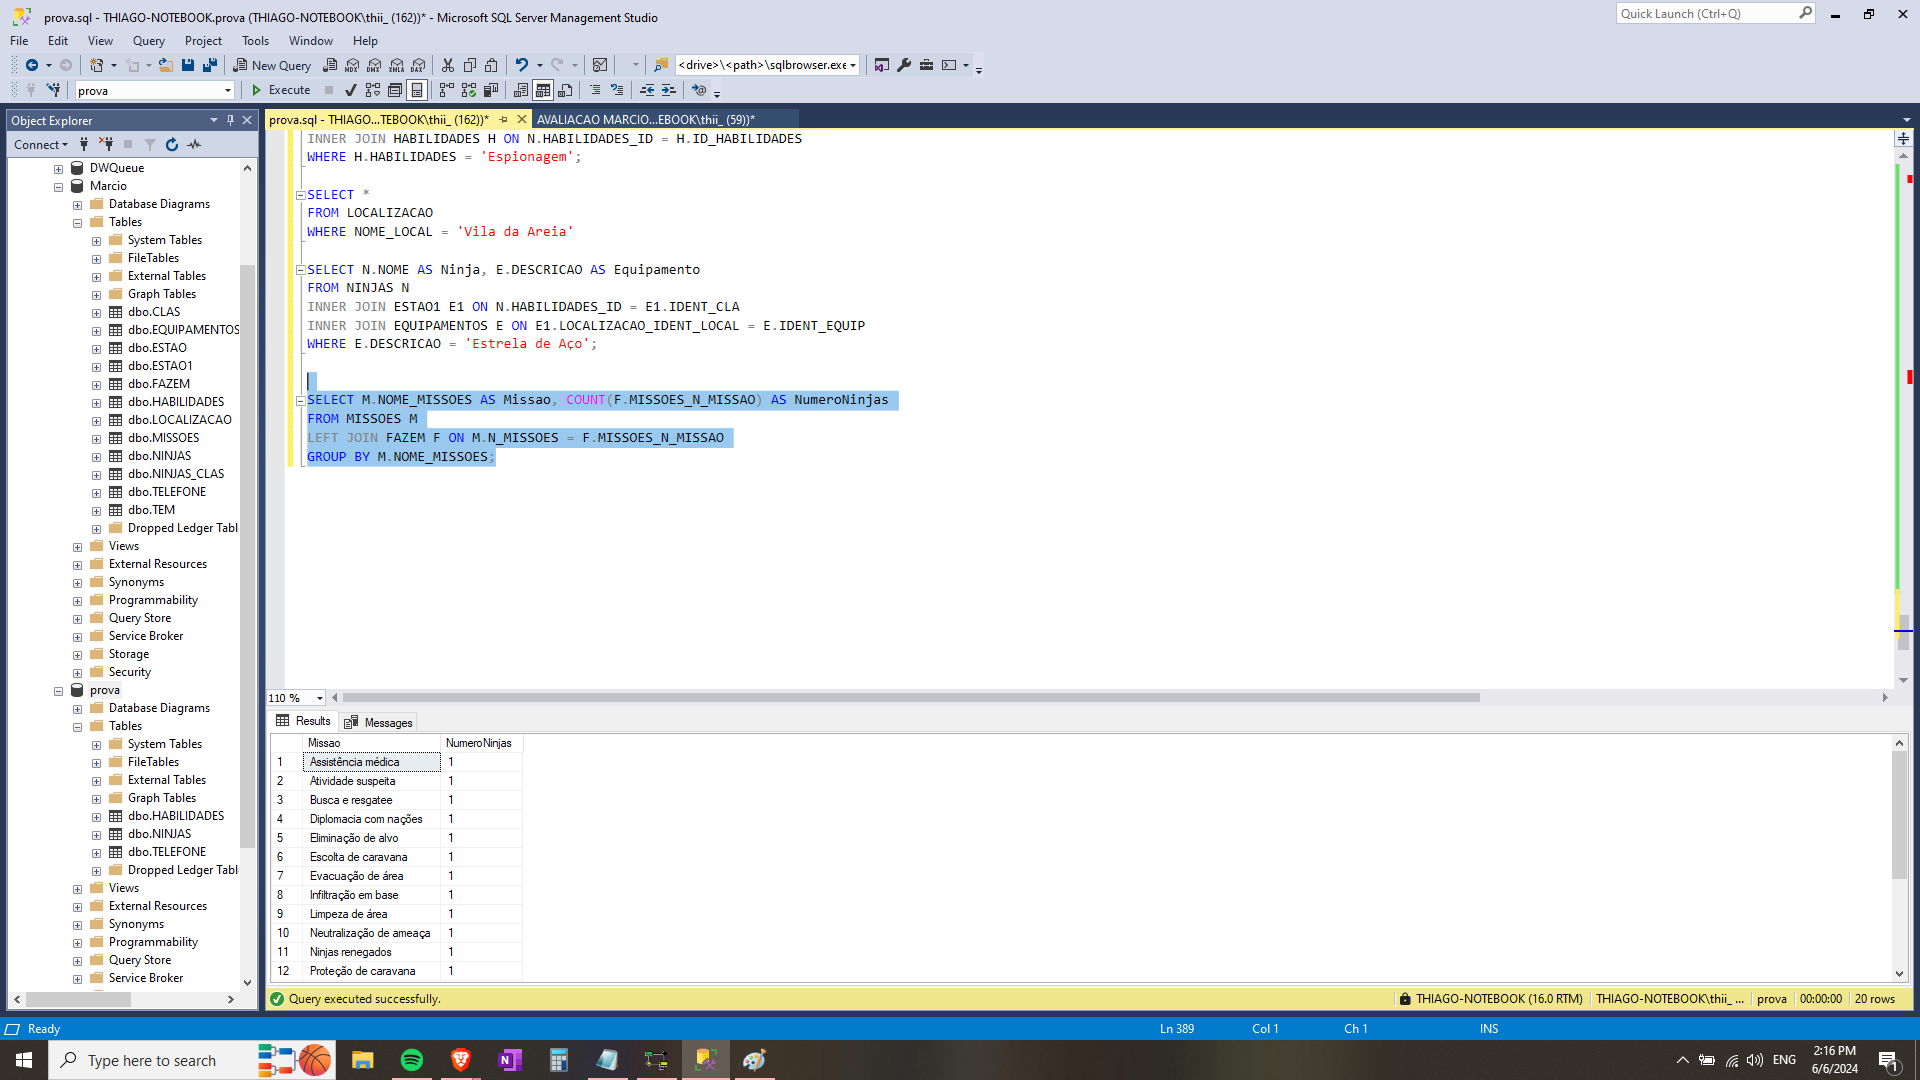 prova.sql - THIAGO-NOTEBOOK.prova (THIAGO-NOTEBOOK\thii_ (162))* - Microsoft SQL Server Management Studio
Quick Launch (Ctrl+Q)
File Edit View Query Project Tools Window Help
New Query
MDX DMX XMLA DAX
<drive>\<path>\sqlbrowser.exe
prova
Execute
Object Explorer
Connect
DWQueue
Marcio
Database Diagrams
Tables
System Tables
FileTables
External Tables
Graph Tables
dbo.CLAS
dbo.EQUIPAMENTOS
dbo.ESTAO
dbo.ESTAO1
dbo.FAZEM
dbo.HABILIDADES
dbo.LOCALIZACAO
dbo.MISSOES
dbo.NINJAS
dbo.NINJAS_CLAS
dbo.TELEFONE
dbo.TEM
Dropped Ledger Tabl
Views
External Resources
Synonyms
Programmability
Query Store
Service Broker
Storage
Security
prova
Database Diagrams
Tables
System Tables
FileTables
External Tables
Graph Tables
dbo.HABILIDADES
dbo.NINJAS
dbo.TELEFONE
Dropped Ledger Tabl
Views
External Resources
Synonyms
Programmability
Query Store
Service Broker
prova.sql - THIAGO...TEBOOK\thii_ (162))*
AVALIACAO MARCIO...EBOOK\thii_ (59))*
INNER JOIN HABILIDADES H ON N.HABILIDADES_ID = H.ID_HABILIDADES
WHERE H.HABILIDADES = 'Espionagem';
SELECT *
FROM LOCALIZACAO
WHERE NOME_LOCAL = 'Vila da Areia'
SELECT N.NOME AS Ninja, E.DESCRICAO AS Equipamento
FROM NINJAS N
INNER JOIN ESTAO1 E1 ON N.HABILIDADES_ID = E1.IDENT_CLA
INNER JOIN EQUIPAMENTOS E ON E1.LOCALIZACAO_IDENT_LOCAL = E.IDENT_EQUIP
WHERE E.DESCRICAO = 'Estrela de Aço';
SELECT M.NOME_MISSOES AS Missao, COUNT(F.MISSOES_N_MISSAO) AS NumeroNinjas
FROM MISSOES M
LEFT JOIN FAZEM F ON M.N_MISSOES = F.MISSOES_N_MISSAO
GROUP BY M.NOME_MISSOES;
110 %
Results Messages
Missao NumeroNinjas
1 Assistência médica 1
2 Atividade suspeita 1
3 Busca e resgatee 1
4 Diplomacia com nações 1
5 Eliminação de alvo 1
6 Escolta de caravana 1
7 Evacuação de área 1
8 Infiltração em base 1
9 Limpeza de área 1
10 Neutralização de ameaça 1
11 Ninjas renegados 1
12 Proteção de caravana 1
Query executed successfully.
THIAGO-NOTEBOOK (16.0 RTM) THIAGO-NOTEBOOK\thii_ ... prova 00:00:00 20 rows
Ready
Ln 389 Col 1 Ch 1 INS
Type here to search
ENG
2:16 PM
6/6/2024
1